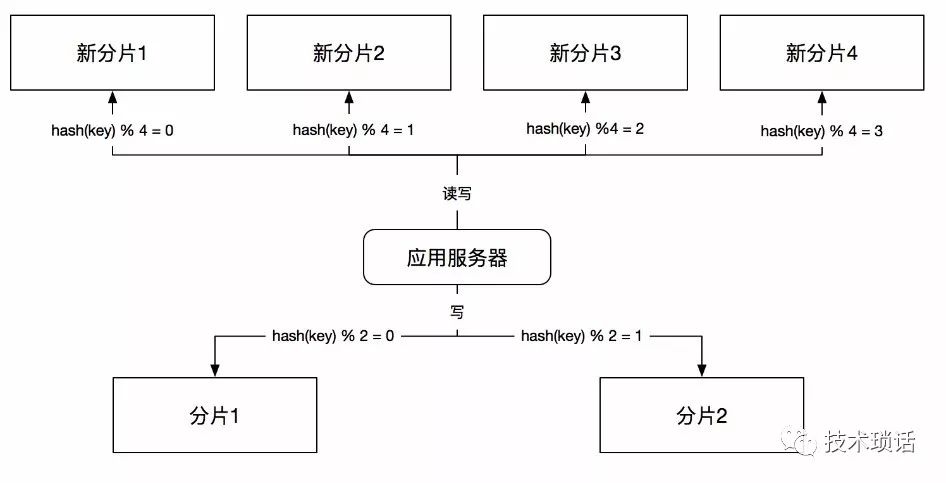 新分片1
新分片2
新分片3
新分片4
hash(key) % 4 = 0
hash(key) % 4 = 1
hash(key) %4 = 2
hash(key) % 4 = 3
读写
应用服务器
写
hash(key) % 2 = 0
hash(key) % 2 = 1
分片1
分片2
技术琐话